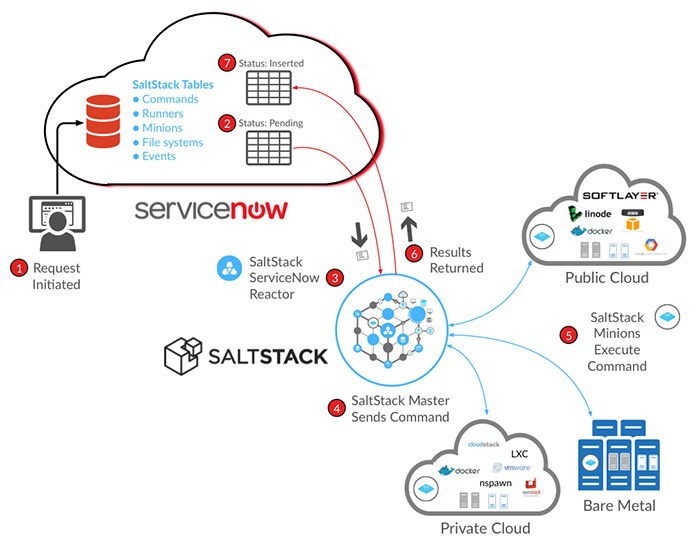 7 Status: Inserted
SaltStack Tables
Commands
Runners
Minions
File systems
Events
2 Status: Pending
servicenow
1 Request
Initiated
SaltStack
ServiceNow
Reactor
3
6 Results
Returned
SOFTLAYER
linode
aws
docker
Public Cloud
SALTSTACK
5 SaltStack
Minions
Execute
Command
4 SaltStack Master
Sends Command
cloudstack
LXC
docker
vmware
nspawn
openstack
Private Cloud
Bare Metal